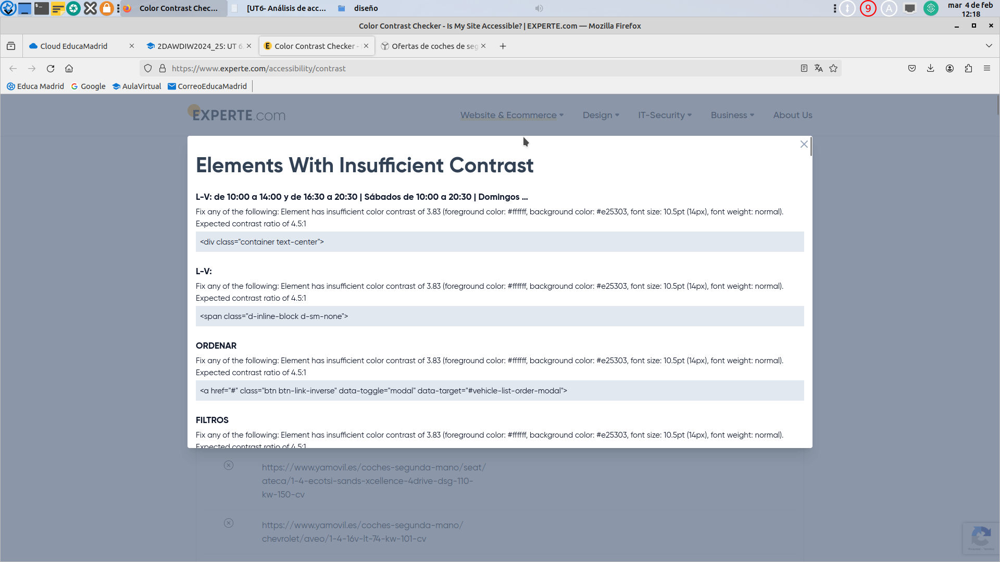 Color Contrast Chec...
[UT6- Análisis de acc...
diseño
9
A
mar 4 de feb
12:18
Color Contrast Checker - Is My Site Accessible? | EXPERTE.com — Mozilla Firefox
Cloud EducaMadrid
2DAWDIW2024_25: UT 6
Color Contrast Checker -
Ofertas de coches de seg
https://www.experte.com/accessibility/contrast
Educa Madrid
Google
AulaVirtual
CorreoEducaMadrid
EXPERTE.com
Website & Ecommerce
Design
IT-Security
Business
About Us
Elements With Insufficient Contrast
L-V: de 10:00 a 14:00 y de 16:30 a 20:30 | Sábados de 10:00 a 20:30 | Domingos ...
Fix any of the following: Element has insufficient color contrast of 3.83 (foreground color: #ffffff, background color: #e25303, font size: 10.5pt (14px), font weight: normal).
Expected contrast ratio of 4.5:1
<div class="container text-center">
L-V:
Fix any of the following: Element has insufficient color contrast of 3.83 (foreground color: #ffffff, background color: #e25303, font size: 10.5pt (14px), font weight: normal).
Expected contrast ratio of 4.5:1
<span class="d-inline-block d-sm-none">
ORDENAR
Fix any of the following: Element has insufficient color contrast of 3.83 (foreground color: #ffffff, background color: #e25303, font size: 10.5pt (14px), font weight: normal).
Expected contrast ratio of 4.5:1
<a href="#" class="btn btn-link-inverse" data-toggle="modal" data-target="#vehicle-list-order-modal">
FILTROS
Fix any of the following: Element has insufficient color contrast of 3.83 (foreground color: #ffffff, background color: #e25303, font size: 10.5pt (14px), font weight: normal).
Expected contrast ratio of 4.5:1
https://www.yamovil.es/coches-segunda-mano/seat/
ateca/1-4-ecotsi-sands-xcellence-4drive-dsg-110-
kw-150-cv
https://www.yamovil.es/coches-segunda-mano/
chevrolet/aveo/1-4-16v-lt-74-kw-101-cv